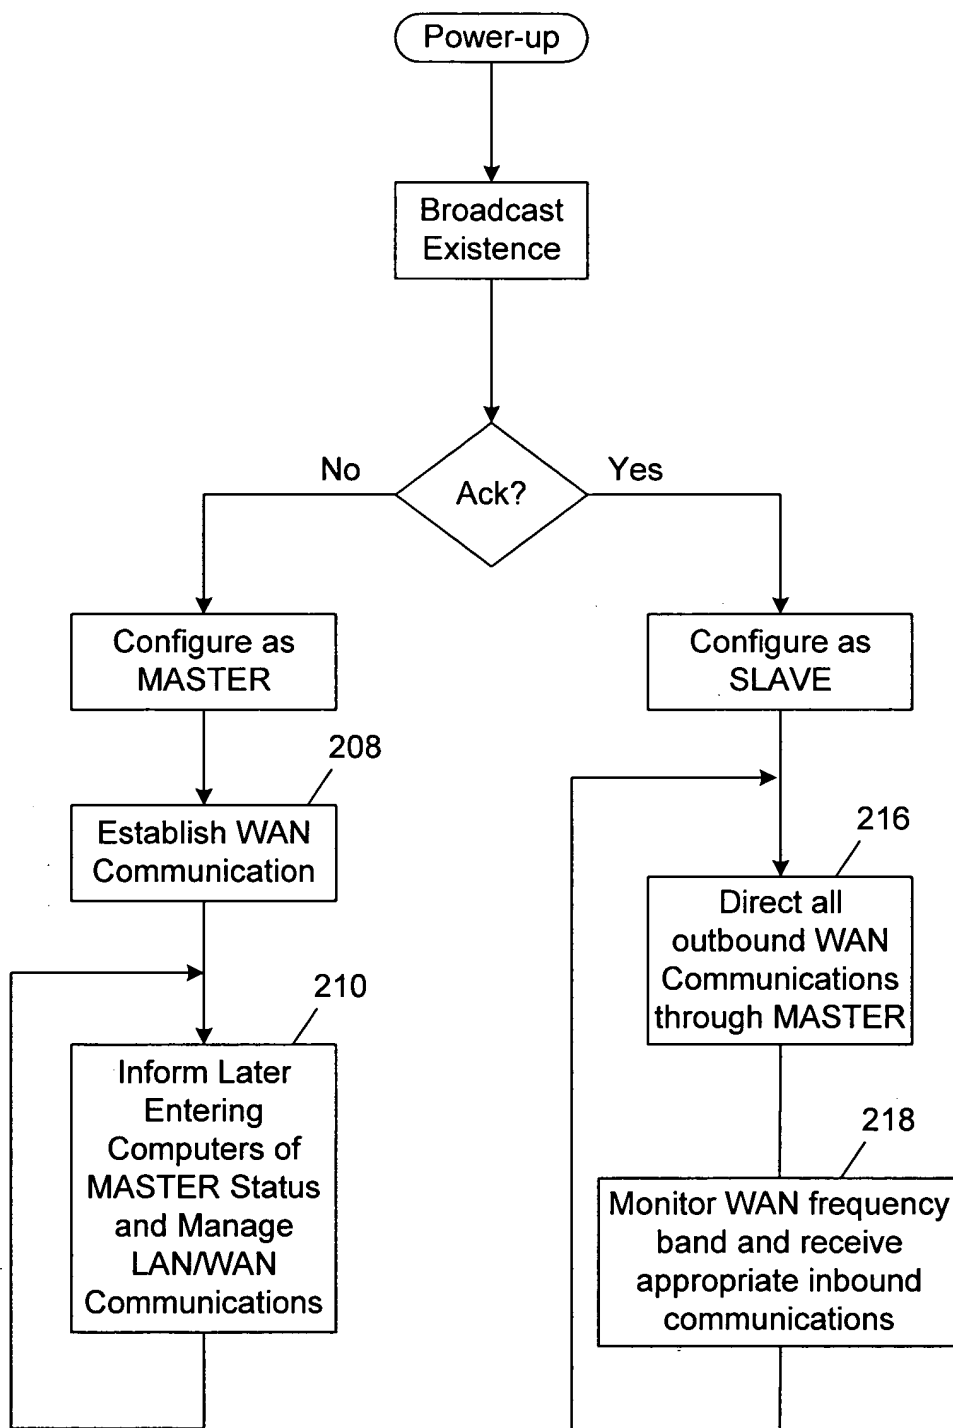 Power-up
Broadcast
Existence
No
Ack?
Yes
Configure as
MASTER
Configure as
SLAVE
208
Establish WAN
Communication
216
Direct all
outbound WAN
Communications
through MASTER
210
Inform Later
Entering
Computers of
MASTER Status
and Manage
LAN/WAN
Communications
218
Monitor WAN frequency
band and receive
appropriate inbound
communications